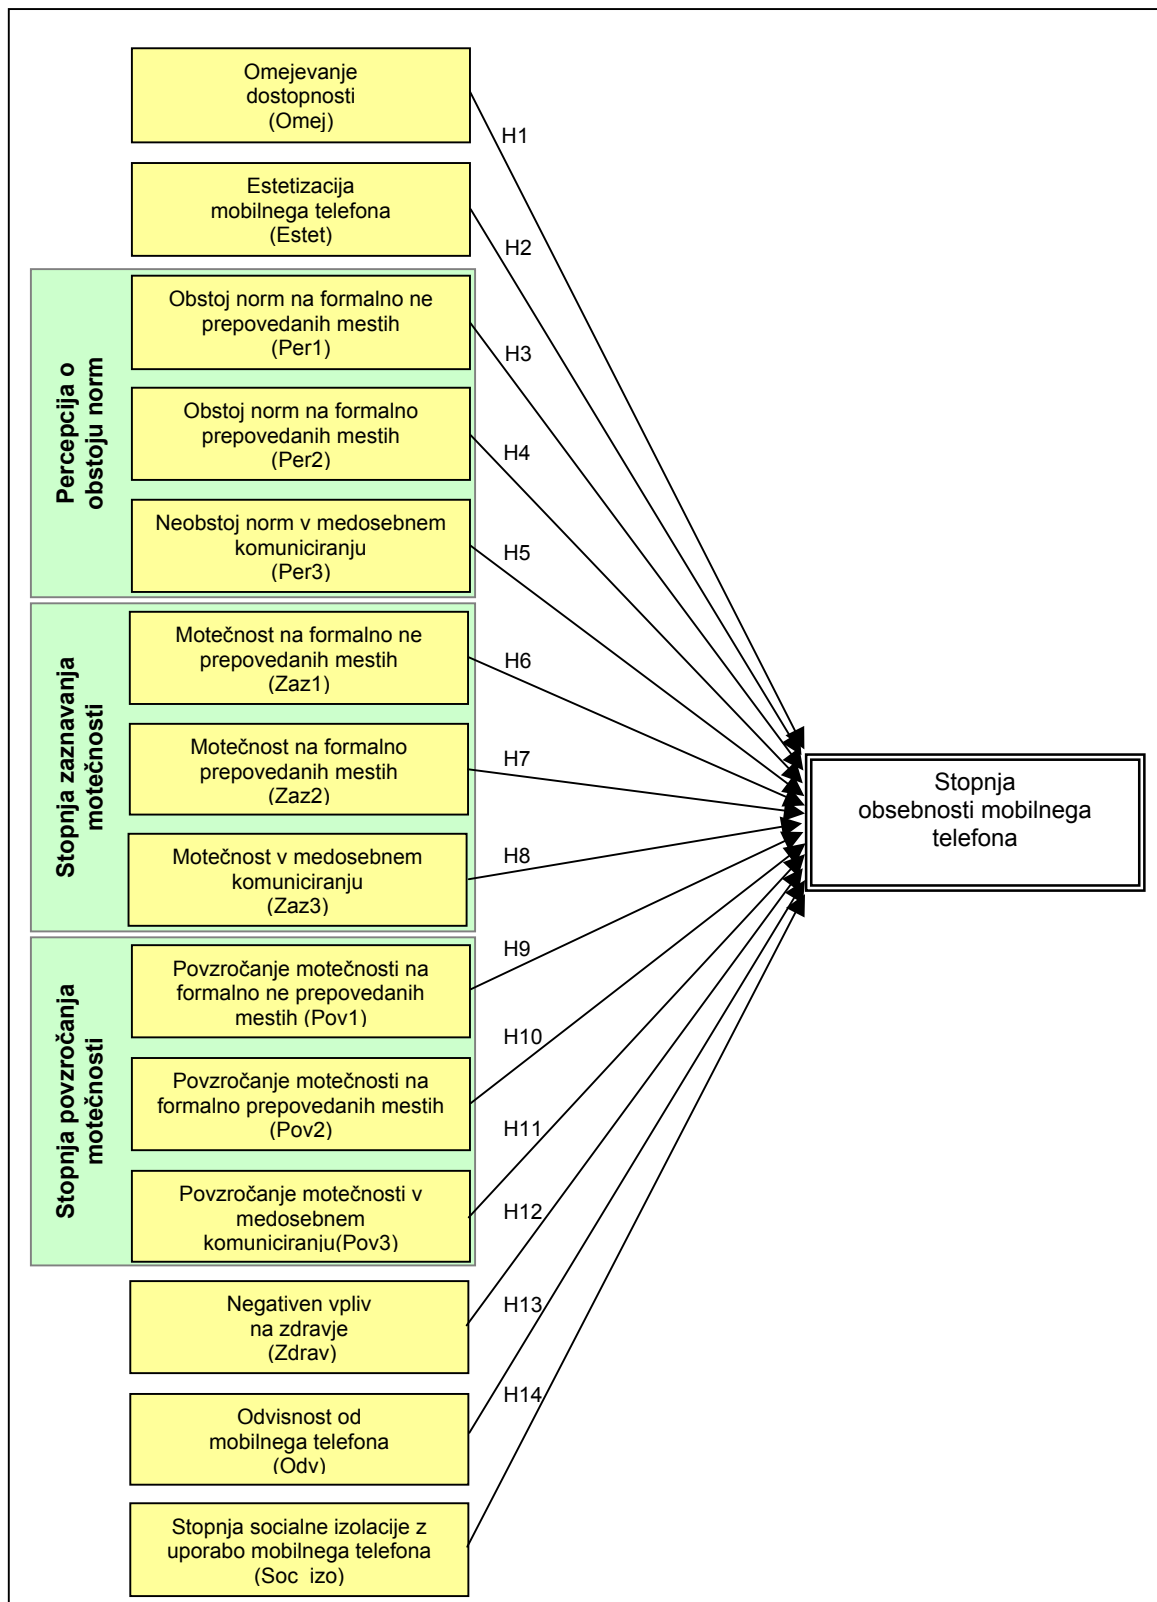 Omejevanje
dostopnosti
(Omej)
H1
Estetizacija
mobilnega telefona
(Estet)
H2
Percepcija o
obstoju norm
Obstoj norm na formalno ne
prepovedanih mestih
(Per1)
H3
Obstoj norm na formalno
prepovedanih mestih
(Per2)
H4
Neobstoj norm v medosebnem
komuniciranju
(Per3)
H5
Stopnja zaznavanja
motečnosti
Motečnost na formalno ne
prepovedanih mestih
(Zaz1)
H6
Motečnost na formalno
prepovedanih mestih
(Zaz2)
H7
Motečnost v medosebnem
komuniciranju
(Zaz3)
H8
Stopnja
obsebnosti mobilnega
telefona
Stopnja povzročanja
motečnosti
Povzročanje motečnosti na
formalno ne prepovedanih
mestih (Pov1)
H9
Povzročanje motečnosti na
formalno prepovedanih mestih
(Pov2)
H10
Povzročanje motečnosti v
medosebnem
komuniciranju(Pov3)
H11
Negativen vpliv
na zdravje
(Zdrav)
H12
Odvisnost od
mobilnega telefona
(Odv)
H13
Stopnja socialne izolacije z
uporabo mobilnega telefona
(Soc_izo)
H14